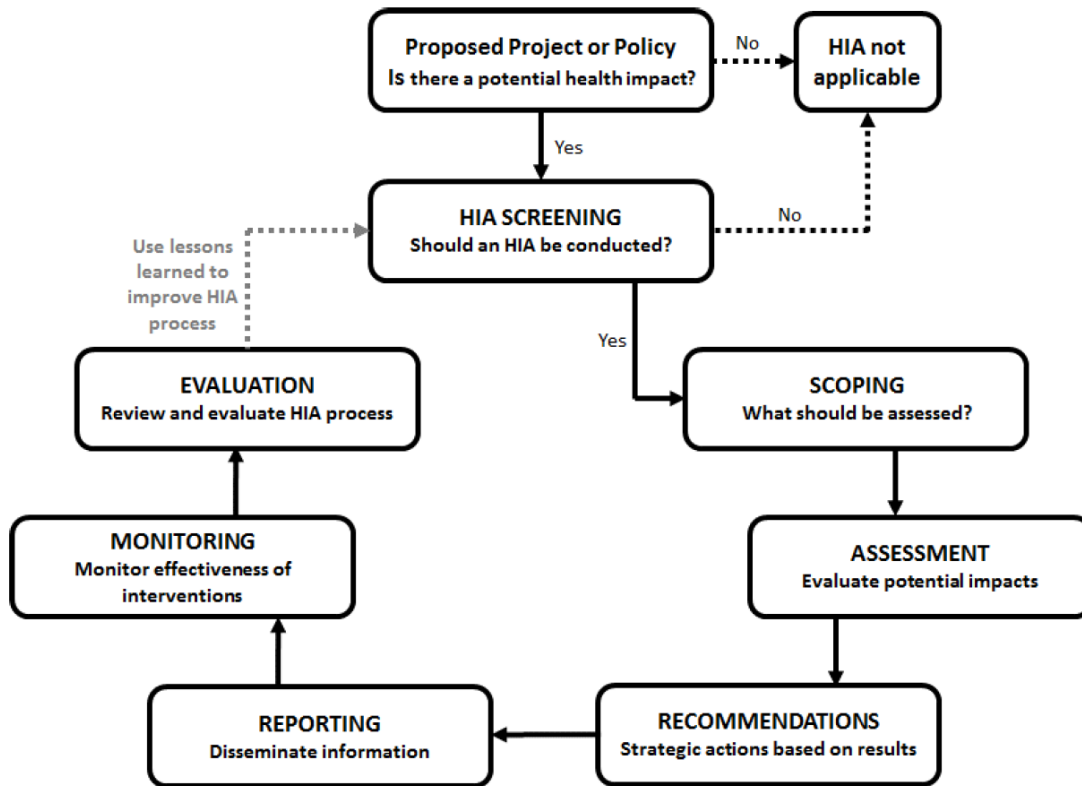 Proposed Project or Policy
Is there a potential health impact?
No
HIA not
applicable
Yes
HIA SCREENING
Should an HIA be conducted?
No
Use lessons
learned to
improve HIA
process
Yes
EVALUATION
Review and evaluate HIA process
SCOPING
What should be assessed?
MONITORING
Monitor effectiveness of
interventions
ASSESSMENT
Evaluate potential impacts
REPORTING
Disseminate information
RECOMMENDATIONS
Strategic actions based on results